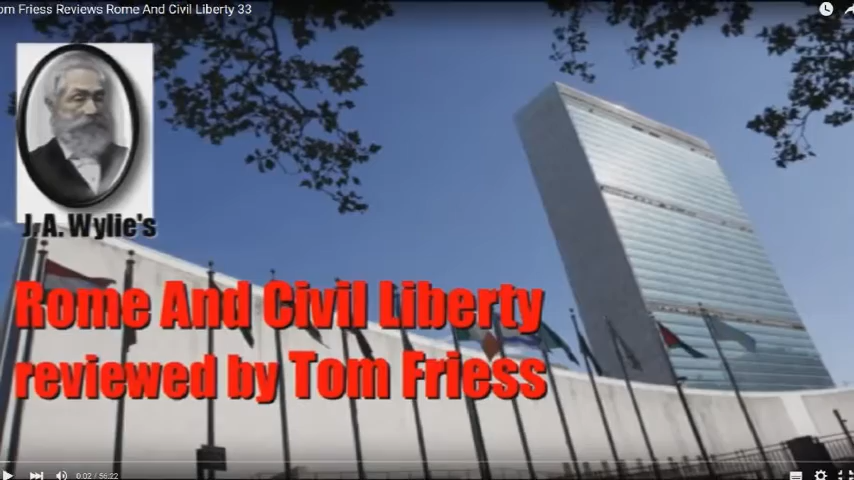 om Friess Reviews Rome And Civil Liberty 33
J. A. Wylie's
Rome And Civil Liberty
reviewed by Tom Friess
0:02 / 56:22